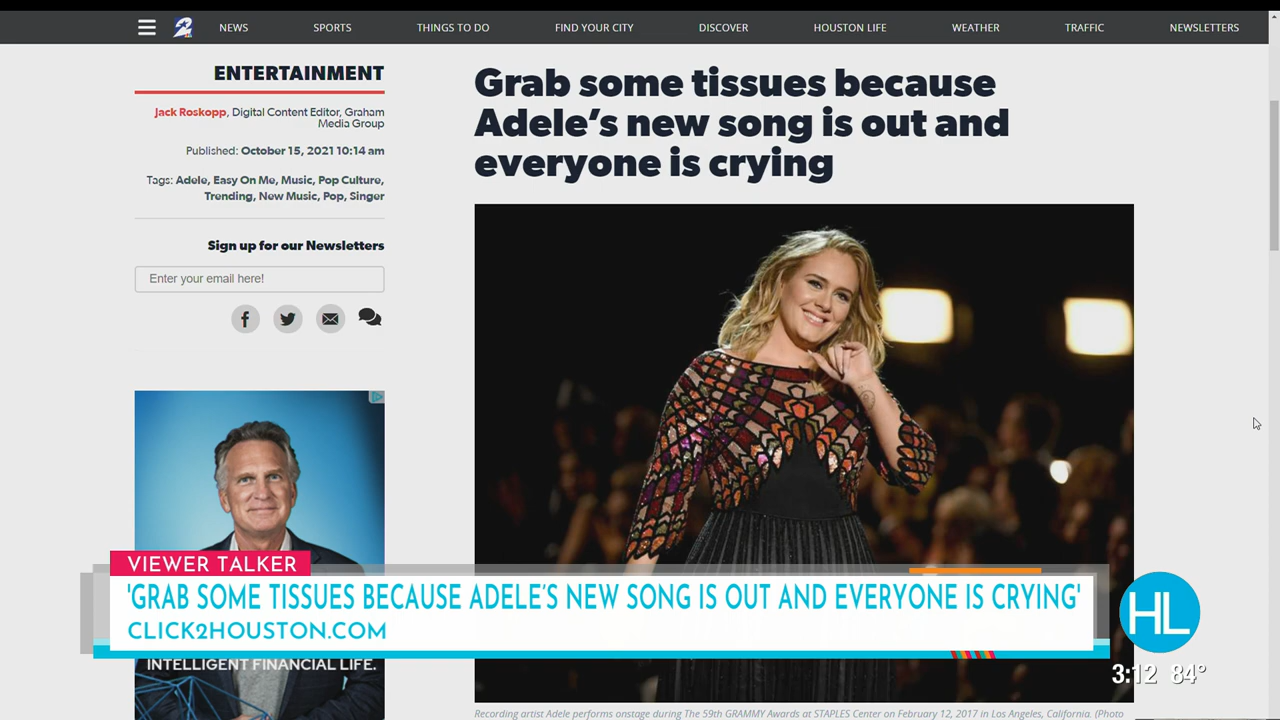 NEWS SPORTS THINGS TO DO FIND YOUR CITY DISCOVER HOUSTON LIFE WEATHER TRAFFIC NEWSLETTERS
ENTERTAINMENT
Jack Roskopp, Digital Content Editor, Graham
Media Group
Published: October 15, 2021 10:14 am
Tags: Adele, Easy On Me, Music, Pop Culture,
Trending, New Music, Pop, Singer
Sign up for our Newsletters
Enter your email here!
Grab some tissues because
Adele's new song is out and
everyone is crying
VIEWER TALKER
'GRAB SOME TISSUES BECAUSE ADELE'S NEW SONG IS OUT AND EVERYONE IS CRYING'
CLICK2HOUSTON.COM
HL
INTELLIGENT FINANCIAL LIFE.
3:12 84°
Recording artist Adele performs onstage during The 59th GRAMMY Awards at STAPLES Center on February 12, 2017 in Los Angeles, California. (Photo